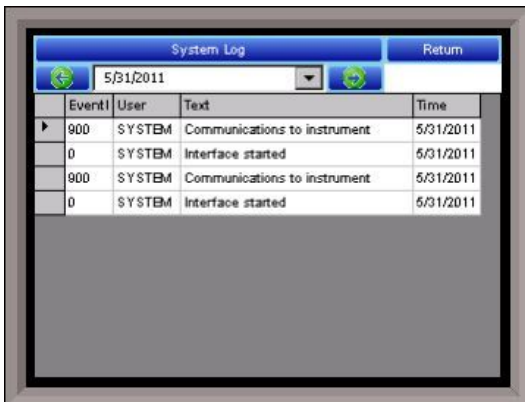 System Log Return
5/31/2011
EventI User Text Time
900 SYSTEM Communications to instrument 5/31/2011
0 SYSTEM Interface started 5/31/2011
900 SYSTEM Communications to instrument 5/31/2011
0 SYSTEM Interface started 5/31/2011